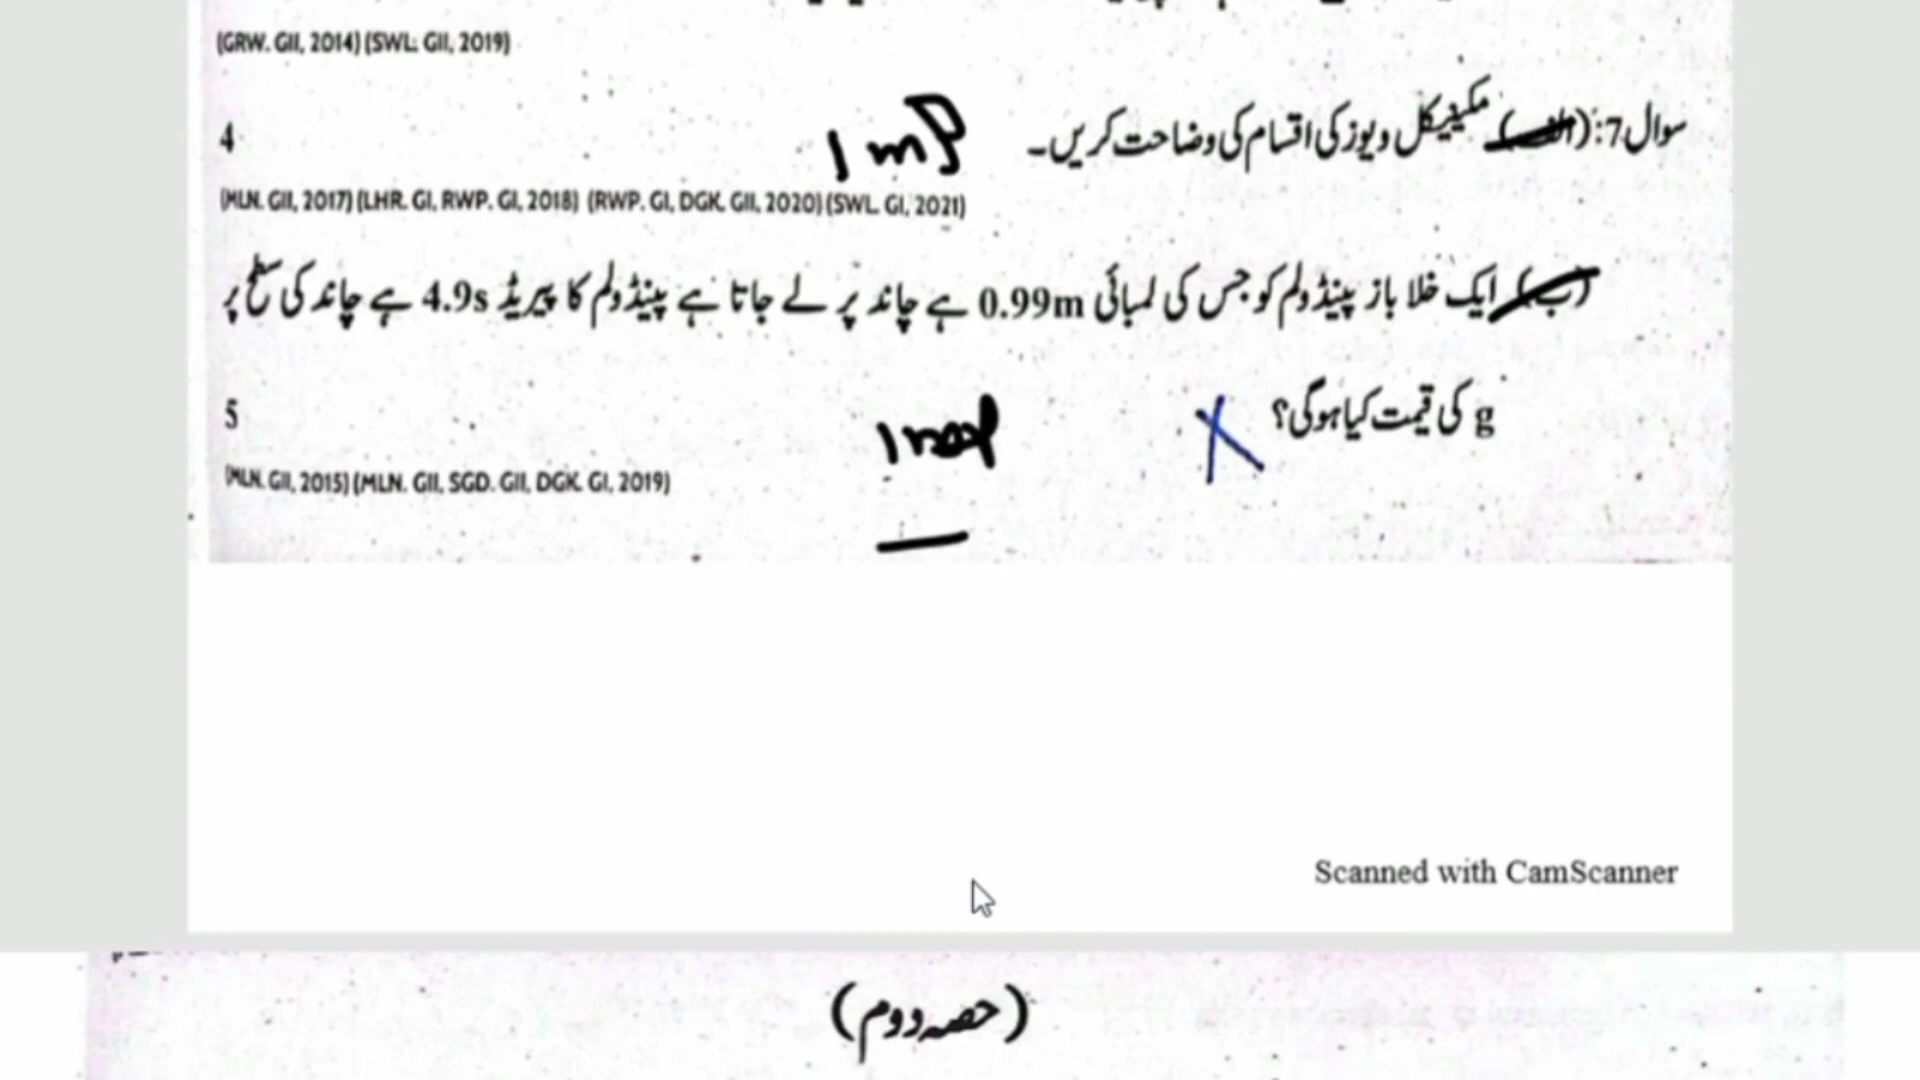 (GRW. GII, 2014) (SWL. GII, 2019)
سوال 7: (الف) مکینیکل ویوز کی اقسام کی وضاحت کریں۔ 4
(MLN. GII, 2017) (LHR. GI, RWP. GI, 2018) (RWP. GI, DGK. GII, 2020) (SWL. GI, 2021)
(ب) ایک خلا باز پینڈولم کو جس کی لمبائی 0.99m ہے چاند پر لے جاتا ہے پینڈولم کا پیریڈ 4.9s ہے چاند کی سطح پر
g کی قیمت کیا ہوگی؟ 5
(MLN. GII, 2015) (MLN. GII, SGD. GII, DGK. GI, 2019)
Scanned with CamScanner
(حصہ دوم)